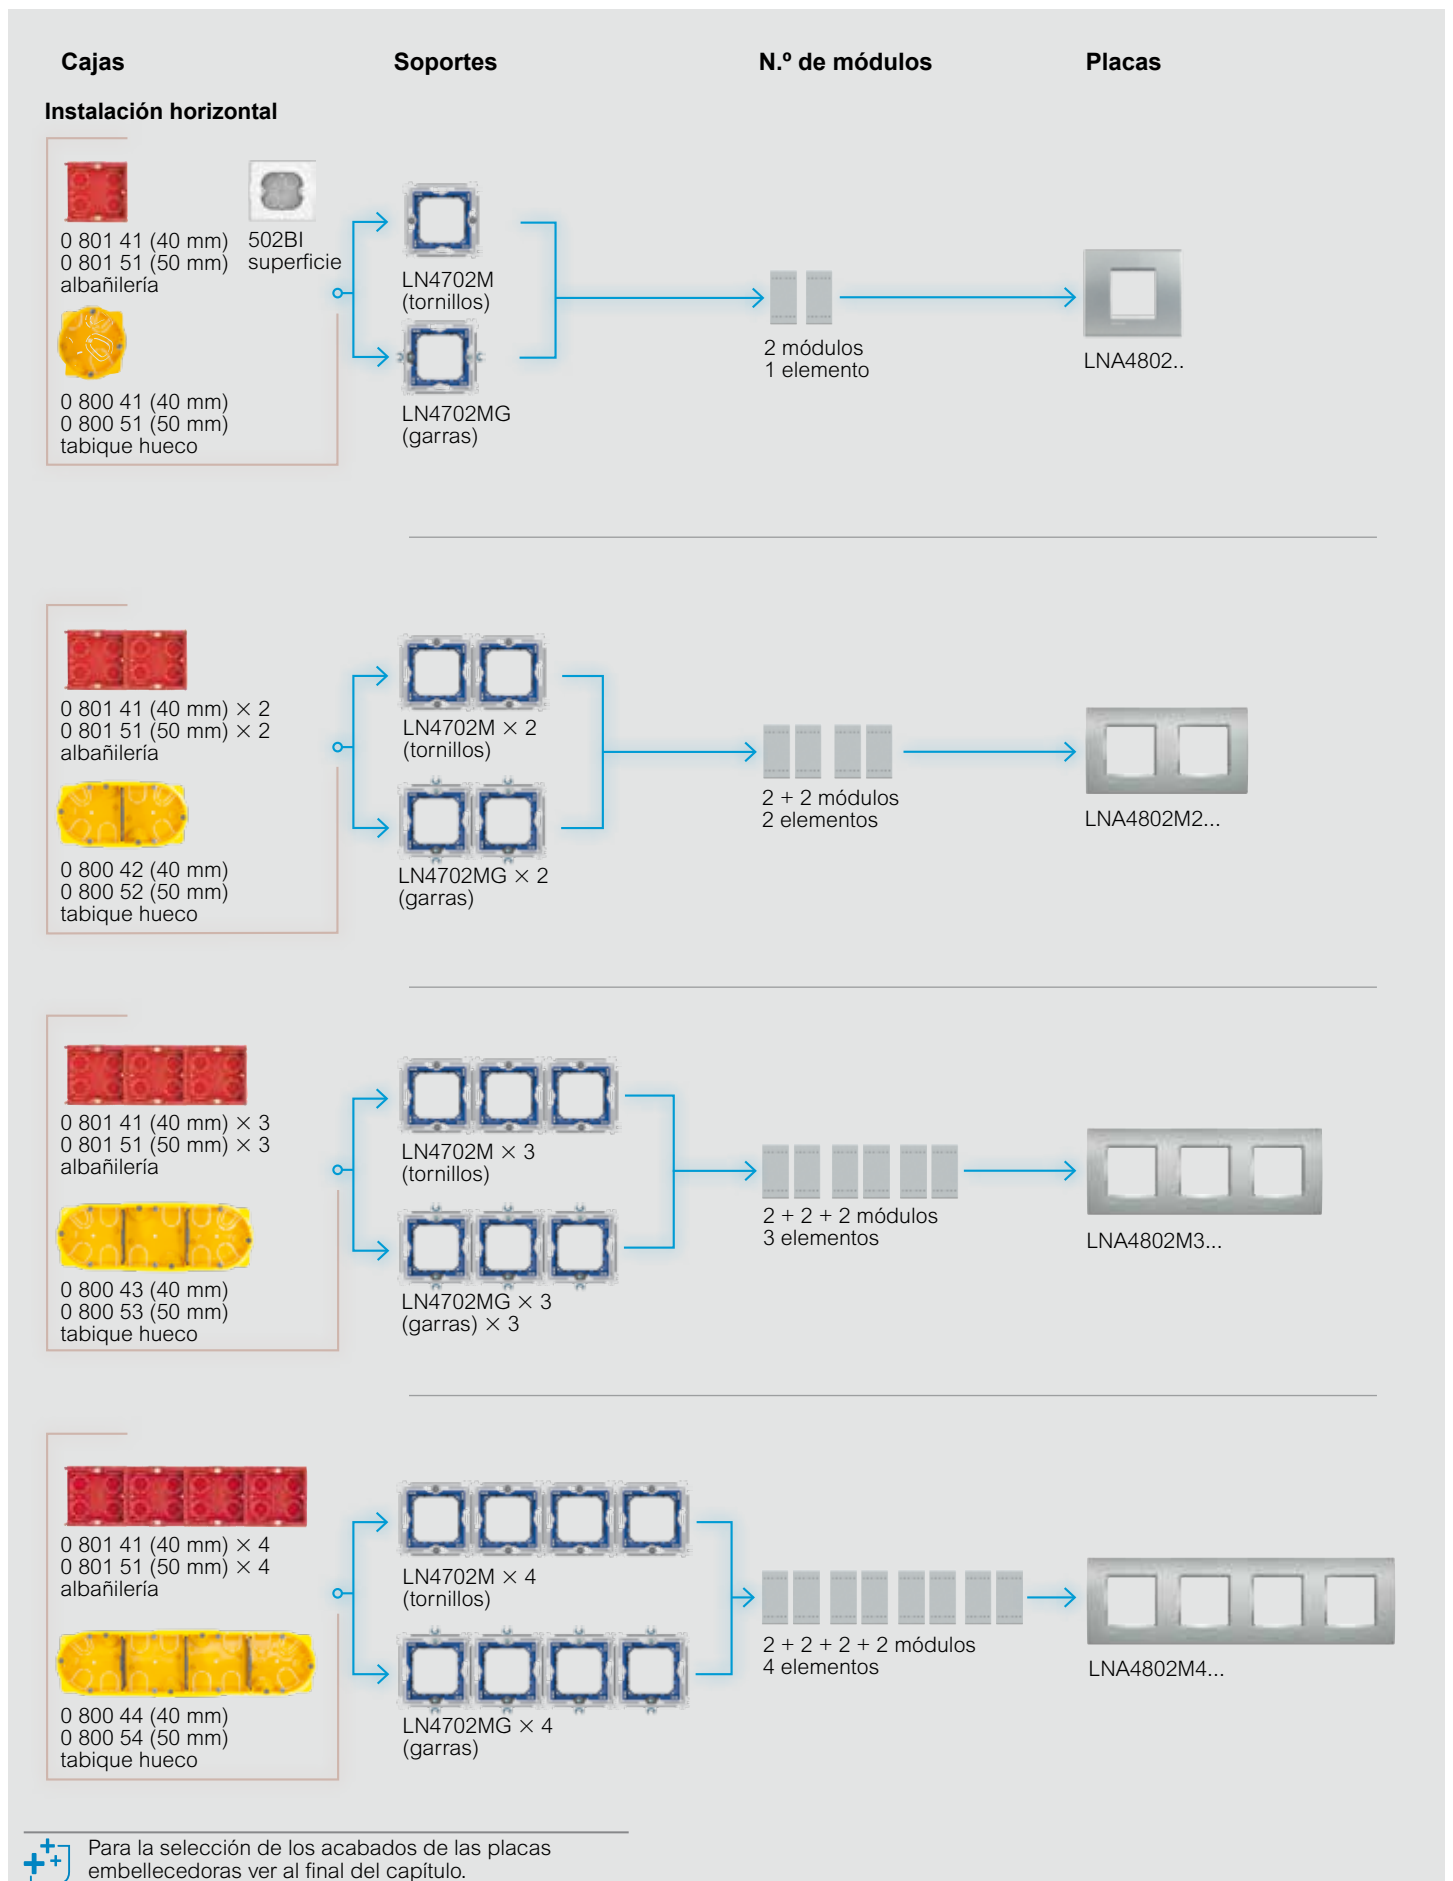 Cajas
Soportes
N.º de módulos
Placas
Instalación horizontal
0 801 41 (40 mm)
0 801 51 (50 mm)
albañilería
502BI
superficie
0 800 41 (40 mm)
0 800 51 (50 mm)
tabique hueco
LN4702M
(tornillos)
LN4702MG
(garras)
2 módulos
1 elemento
LNA4802..
0 801 41 (40 mm) × 2
0 801 51 (50 mm) × 2
albañilería
0 800 42 (40 mm)
0 800 52 (50 mm)
tabique hueco
LN4702M × 2
(tornillos)
LN4702MG × 2
(garras)
2 + 2 módulos
2 elementos
LNA4802M2...
0 801 41 (40 mm) × 3
0 801 51 (50 mm) × 3
albañilería
0 800 43 (40 mm)
0 800 53 (50 mm)
tabique hueco
LN4702M × 3
(tornillos)
LN4702MG × 3
(garras) × 3
2 + 2 + 2 módulos
3 elementos
LNA4802M3...
0 801 41 (40 mm) × 4
0 801 51 (50 mm) × 4
albañilería
0 800 44 (40 mm)
0 800 54 (50 mm)
tabique hueco
LN4702M × 4
(tornillos)
LN4702MG × 4
(garras)
2 + 2 + 2 + 2 módulos
4 elementos
LNA4802M4...
Para la selección de los acabados de las placas
embellecedoras ver al final del capítulo.